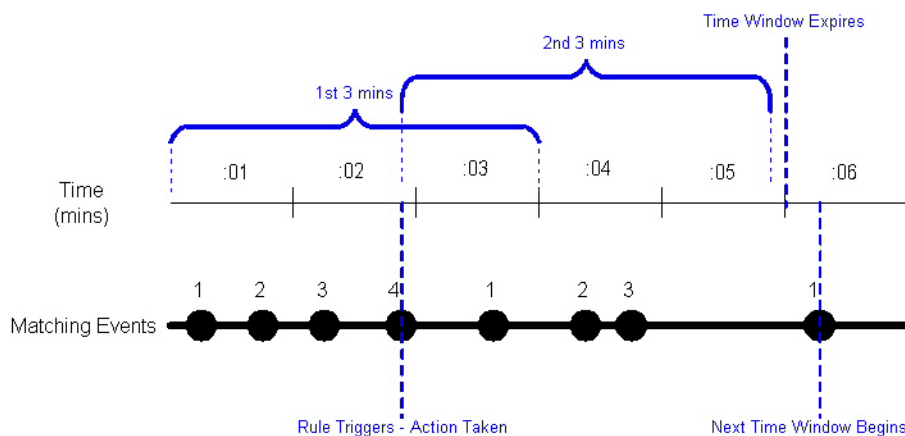 Time Window Expires
2nd 3 mins
1st 3 mins
:01 :02 :03 :04 :05 :06
Time
(mins)
1 2 3 4 1 2 3 1
Matching Events
Rule Triggers - Action Taken
Next Time Window Begins